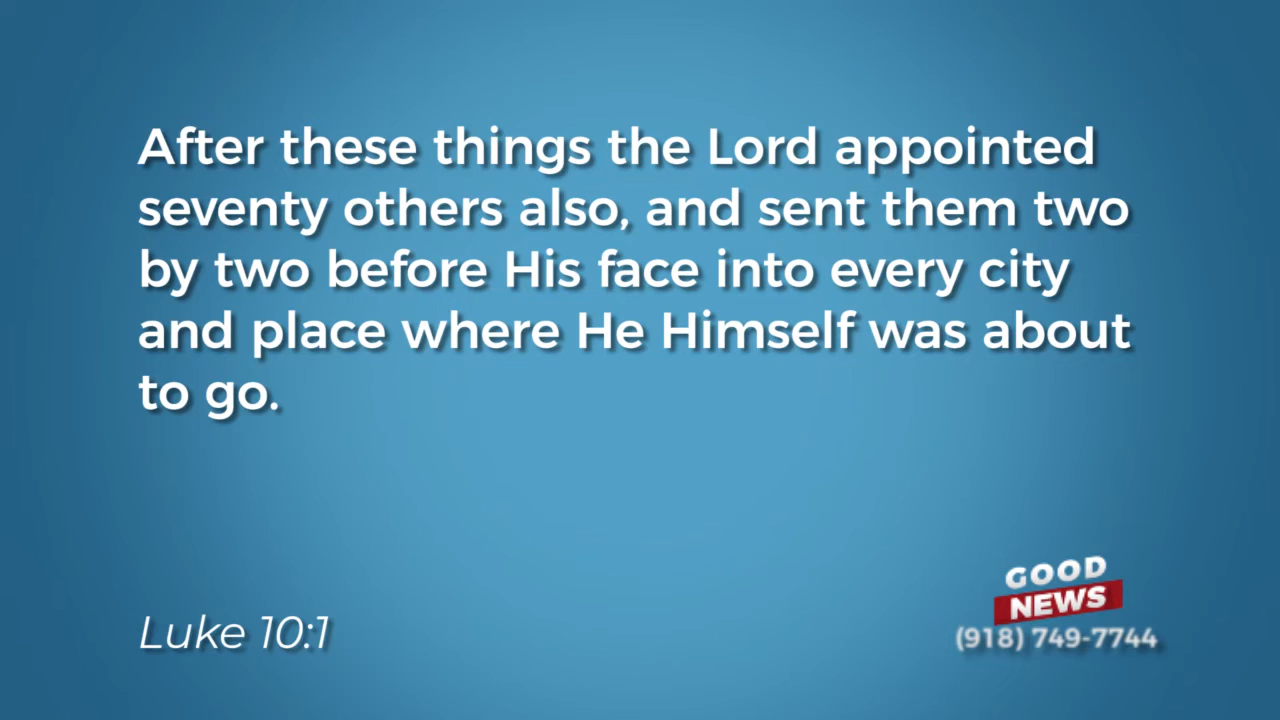 After these things the Lord appointed
seventy others also, and sent them two
by two before His face into every city
and place where He Himself was about
to go.
Luke 10:1
GOOD
NEWS
(918) 749-7744